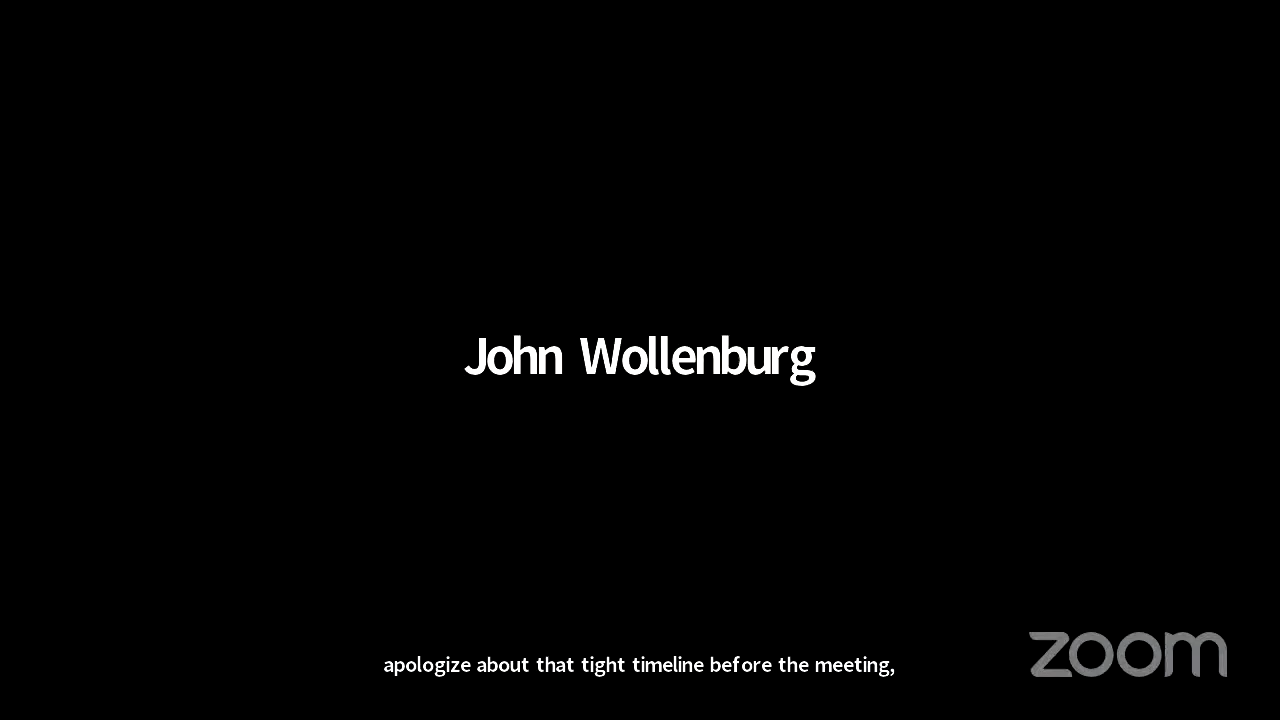 John Wollenburg
apologize about that tight timeline before the meeting,
zoom